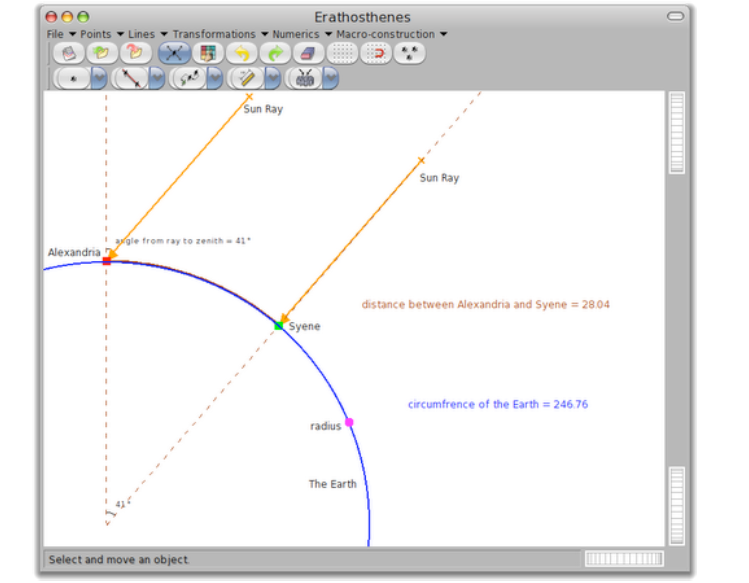 Erathosthenes
File Points Lines Transformations Numerics Macro-construction
Sun Ray
Sun Ray
angle from ray to zenith = 41°
Alexandria
distance between Alexandria and Syene = 28.04
Syene
circumfrence of the Earth = 246.76
radius
The Earth
41°
Select and move an object.